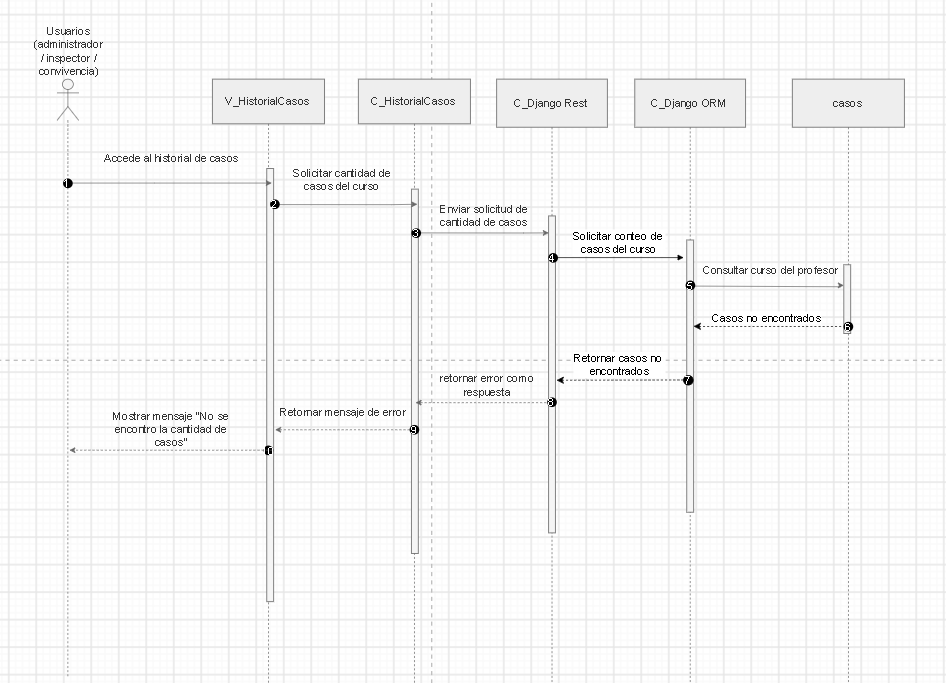 Usuarios
(administrador
/ inspector /
convivencia)
V_HistorialCasos
C_HistorialCasos
C_Django Rest
C_Django ORM
casos
Accede al historial de casos
1
Solicitar cantidad de
casos del curso
2
Enviar solicitud de
cantidad de casos
3
Solicitar conteo de
casos del curso
4
Consultar curso del profesor
5
Casos no encontrados
6
Retornar casos no
encontrados
7
retornar error como
respuesta
8
Retornar mensaje de error
9
Mostrar mensaje "No se
encontro la cantidad de
casos"